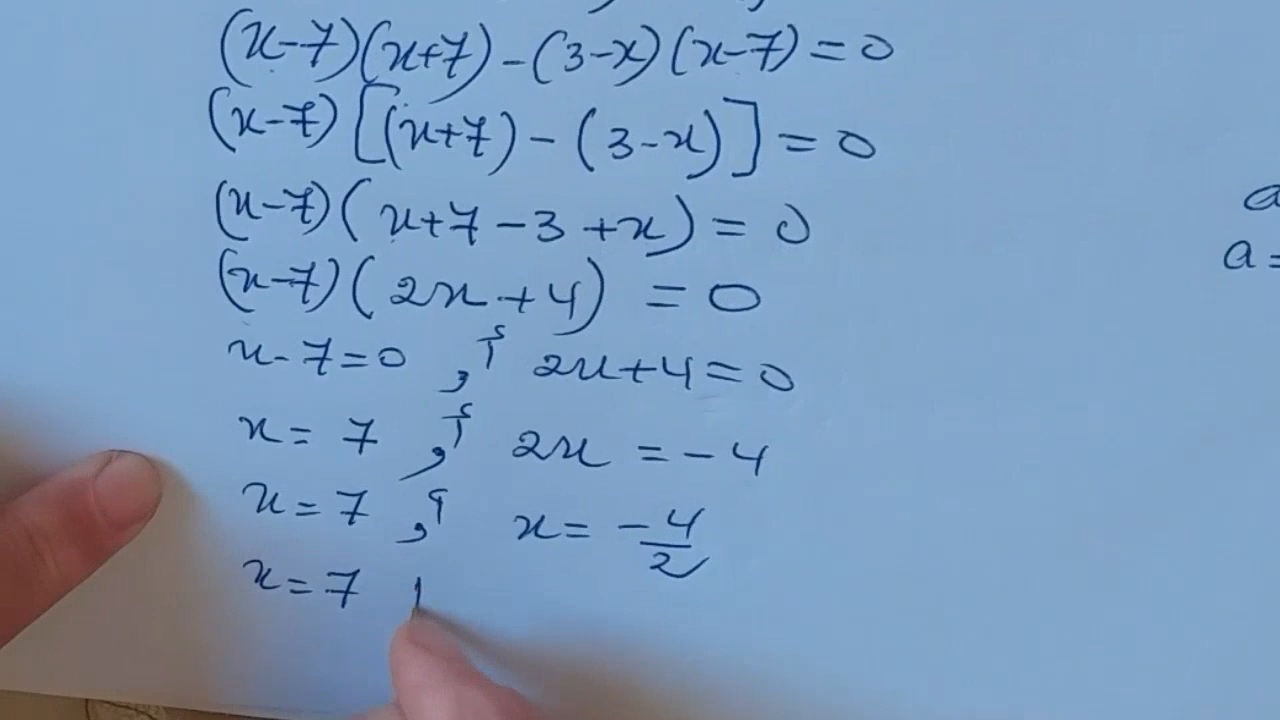 (x-7)(x+7)-(3-x)(x-7)=0
(x-7)[(x+7)-(3-x)]=0
(x-7)(x+7-3+x)=0
(x-7)(2x+4)=0
x-7=0 , 2x+4=0
x=7 , 2x=-4
x=7 , x=-4/2
x=7
a
a=